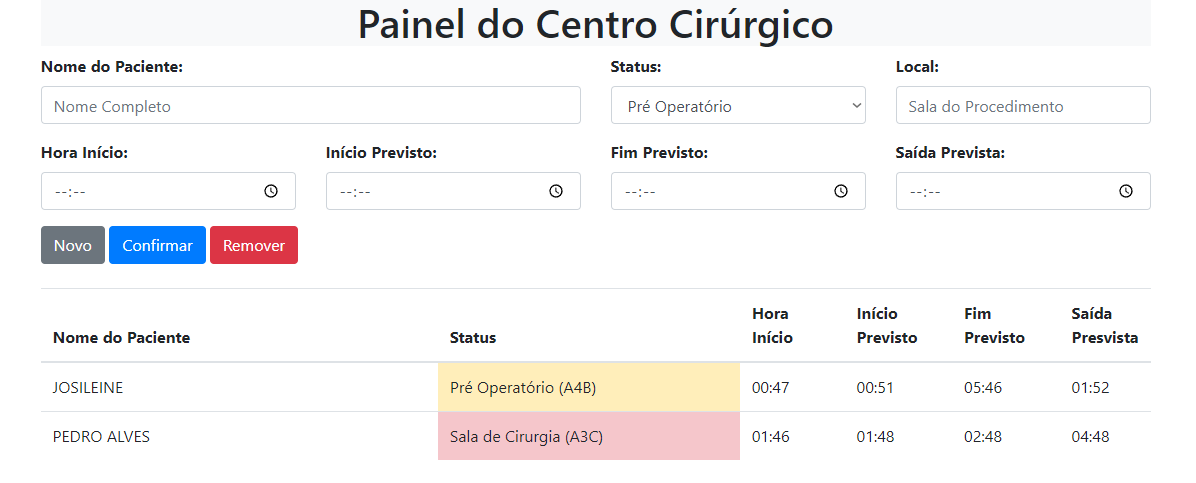 Painel do Centro Cirúrgico
Nome do Paciente: Status: Local:
Nome Completo Pré Operatório Sala do Procedimento
Hora Início: Início Previsto: Fim Previsto: Saída Prevista:
--:-- --:-- --:-- --:--
Novo Confirmar Remover
Nome do Paciente Status Hora Início Início Previsto Fim Previsto Saída Presvista
JOSILEINE Pré Operatório (A4B) 00:47 00:51 05:46 01:52
PEDRO ALVES Sala de Cirurgia (A3C) 01:46 01:48 02:48 04:48